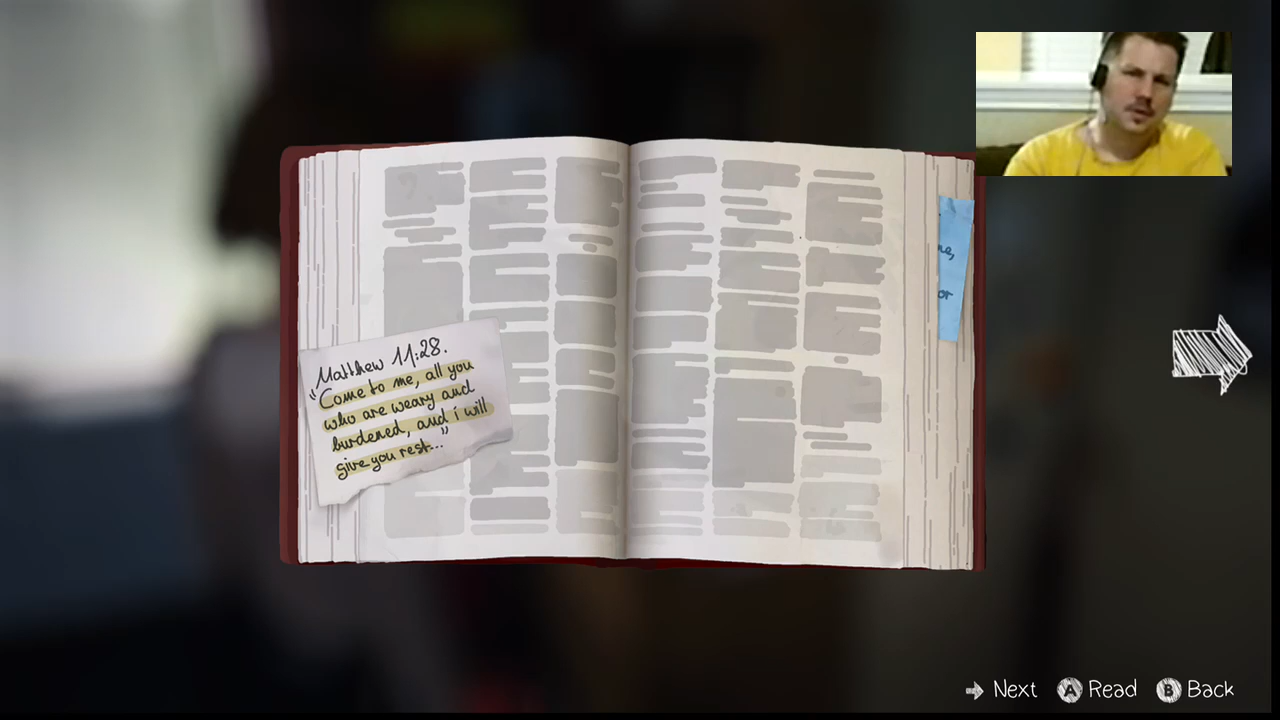 Matthew 11:28.
"Come to me, all you
who are weary and
burdened, and i will
give you rest..."
or
Next
A Read
B Back